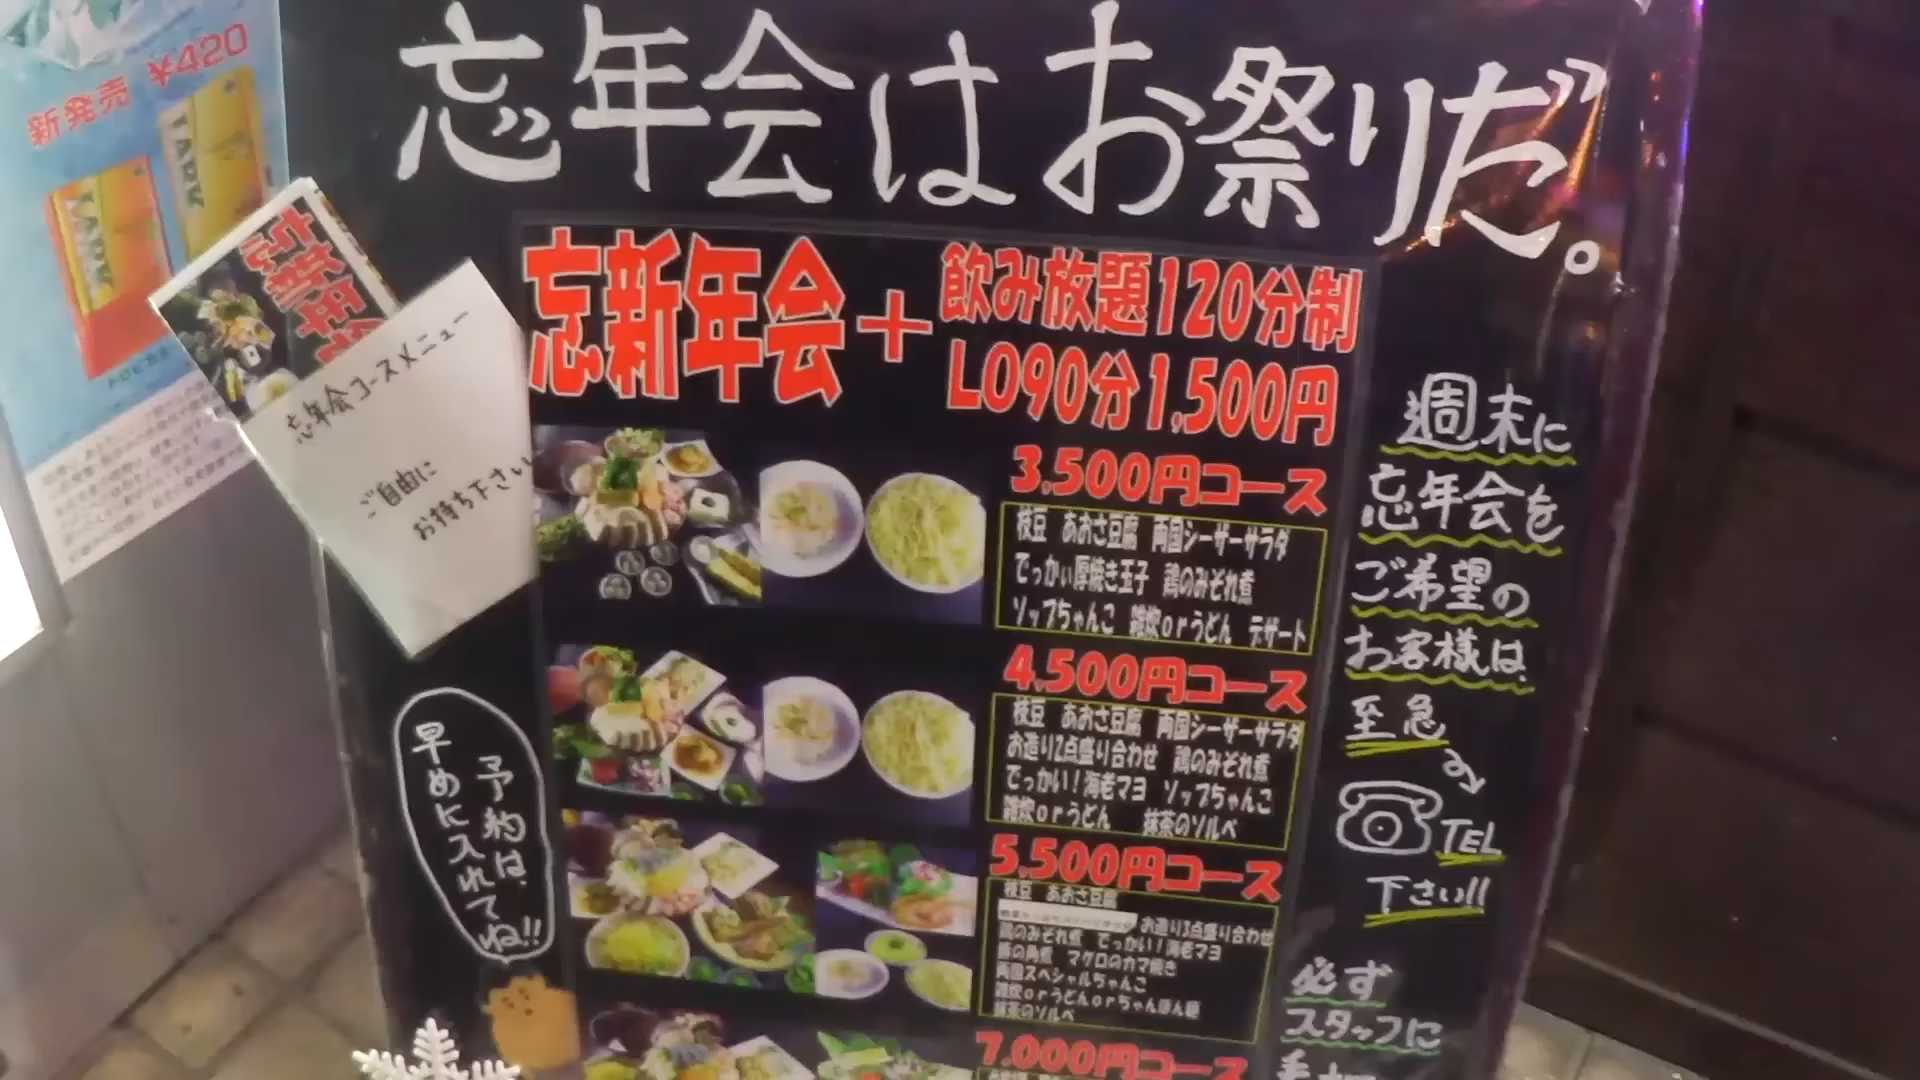 忘年会はお祭りだ。
新発売 ¥420
LARK
LARK
トロピカル
忘新年会
忘年会コースメニュー
ご自由に
お持ち下さい
忘新年会+
飲み放題120分制
LO90分1,500円
3,500円コース
枝豆 あおさ豆腐 両国シーザーサラダ
でっかい厚焼き玉子 鶏のみぞれ煮
ソップちゃんこ 雑炊orうどん デザート
4,500円コース
枝豆 あおさ豆腐 両国シーザーサラダ
お造り2点盛り合わせ 鶏のみぞれ煮
でっかい!海老マヨ ソップちゃんこ
雑炊orうどん 抹茶のソルベ
5,500円コース
枝豆 あおさ豆腐
お造り3点盛り合わせ
鶏のみぞれ煮 でっかい!海老マヨ
豚の角煮 マグロのカマ焼き
両国スペシャルちゃんこ
雑炊orうどんorちゃんぽん麺
抹茶のソルベ
7,000円コース
週末に
忘年会を
ご希望の
お客様は、
至急
TEL
下さい!!
必ず
スタッフに
予約は、
早めに入れてね!!